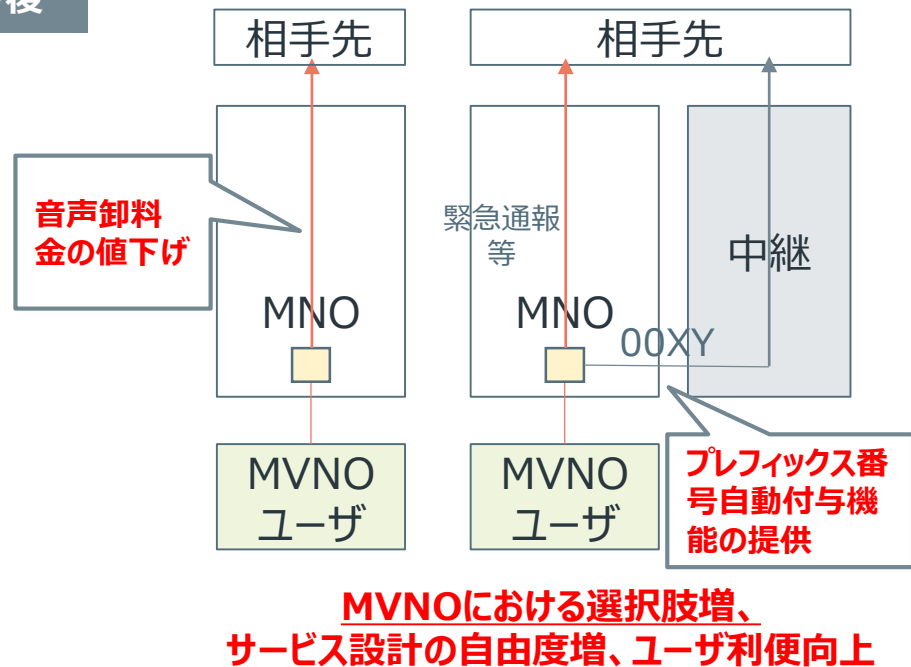 後
相手先
相手先
音声卸料
金の値下げ
緊急通報
等
中継
MNO
MNO
00XY
MVNO
ユーザ
MVNO
ユーザ
プレフィックス番
号自動付与機
能の提供
MVNOにおける選択肢増、
サービス設計の自由度増、ユーザ利便向上